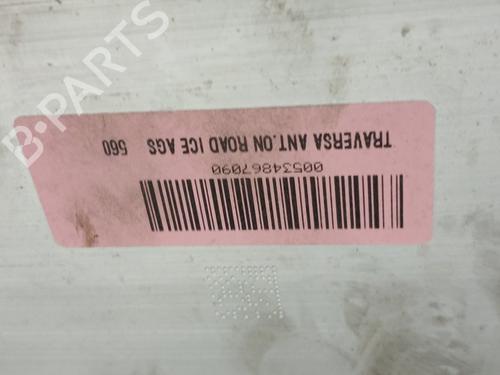 TRAVERSA ANT.ON ROAD ICE AGS 560
00534867090
B-PARTS